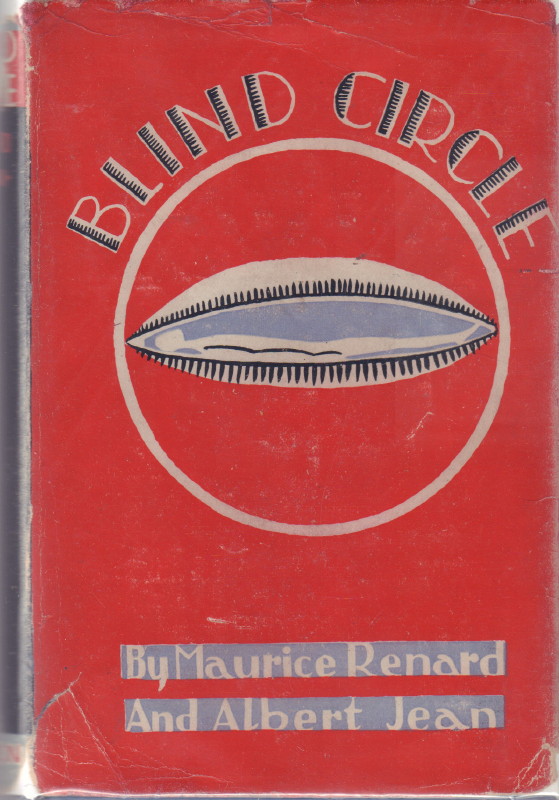 BLIND CIRCLE
By Maurice Renard
And Albert Jean